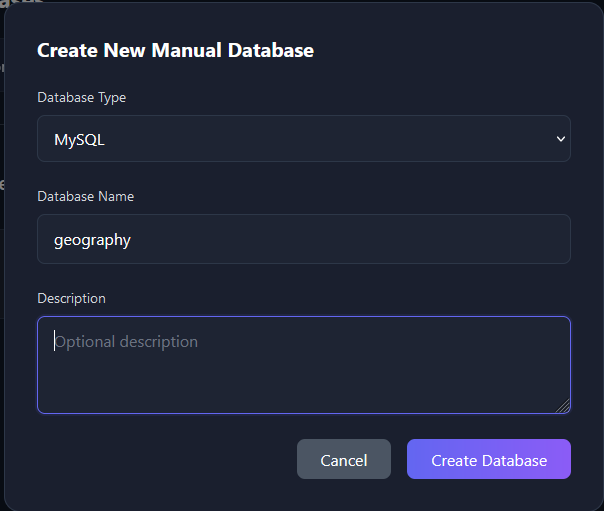 Create New Manual Database
Database Type
MySQL
Database Name
geography
Description
Optional description
Cancel
Create Database